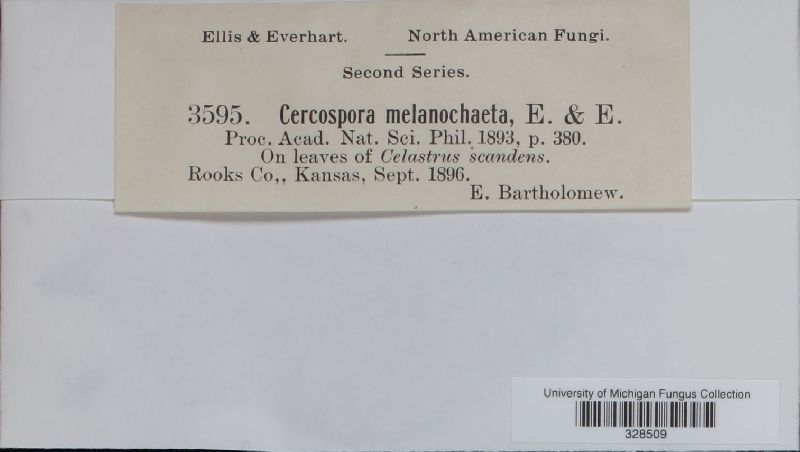 Ellis & Everhart. North American Fungi.
Second Series.
3595. Cercospora melanochaeta, E. & E.
Proc. Acad. Nat. Sci. Phil. 1893, p. 380.
On leaves of Celastrus scandens.
Rooks Co,, Kansas, Sept. 1896.
E. Bartholomew.
University of Michigan Fungus Collection
328509